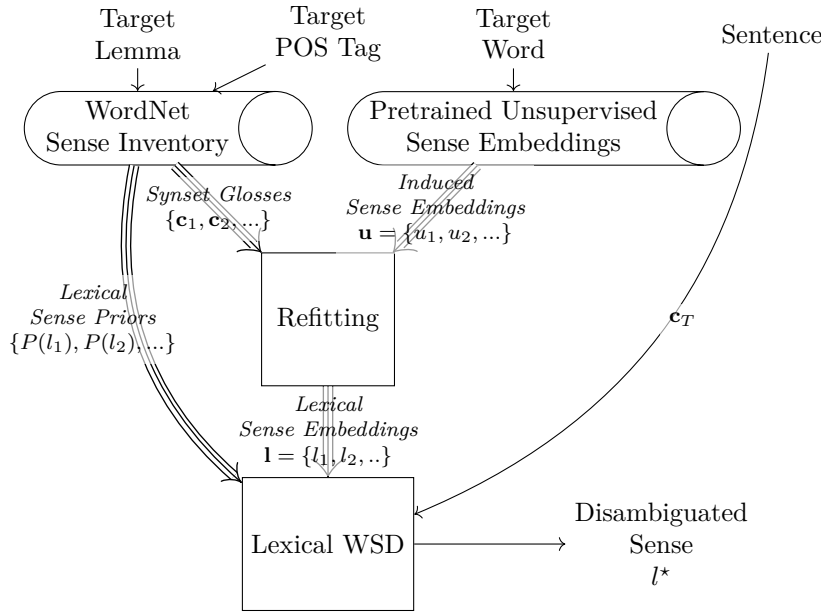 Target
Lemma
Target
POS Tag
Target
Word
Sentence
WordNet
Sense Inventory
Pretrained Unsupervised
Sense Embeddings
Synset Glosses
{c₁, c₂, ...}
Induced
Sense Embeddings
u = {u₁, u₂, ...}
Refitting
Lexical
Sense Priors
{P(l₁), P(l₂), ...}
c_T
Lexical
Sense Embeddings
l = {l₁, l₂, ..}
Lexical WSD
Disambiguated
Sense
l⋆